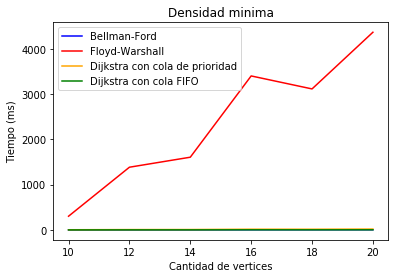 Densidad minima
Bellman-Ford
Floyd-Warshall
Dijkstra con cola de prioridad
Dijkstra con cola FIFO
Tiempo (ms)
4000
3000
2000
1000
0
10 12 14 16 18 20
Cantidad de vertices